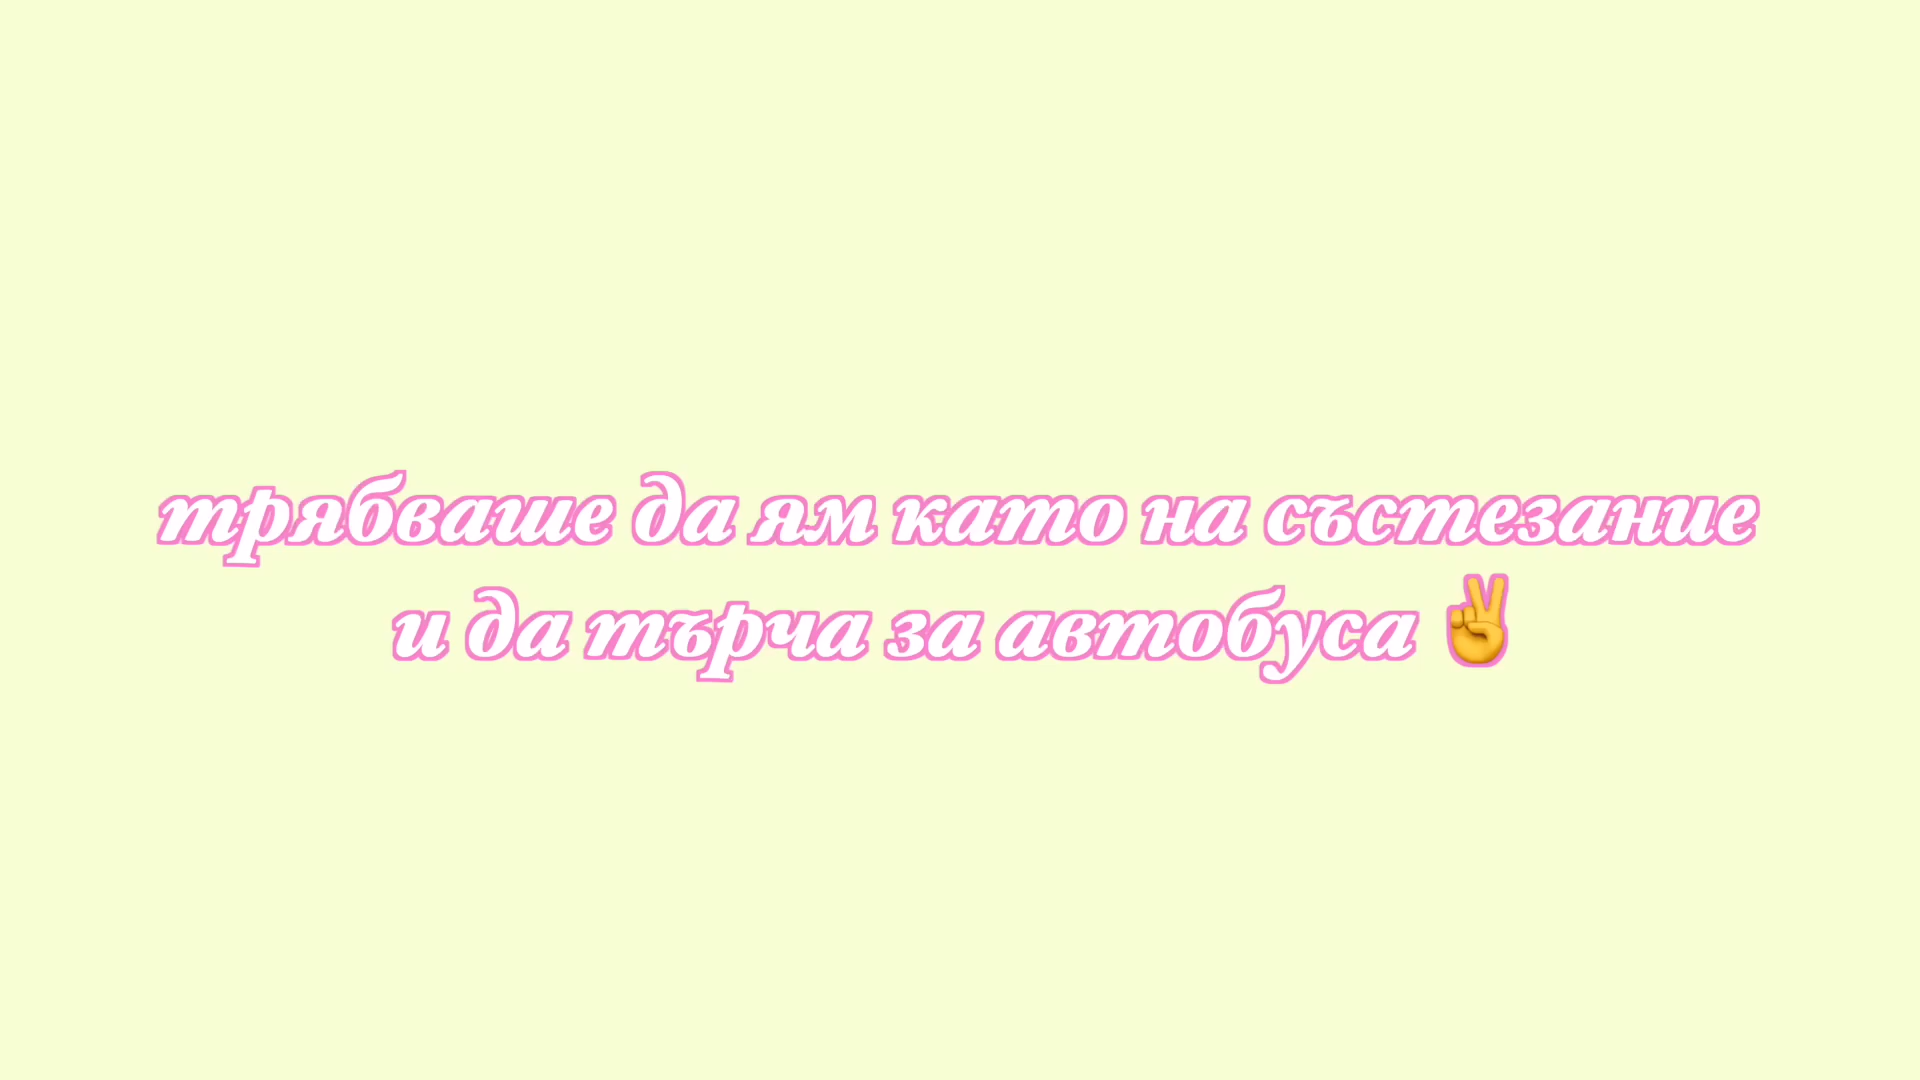 трябваше да ям като на състезание
и да търча за автобуса ✌️